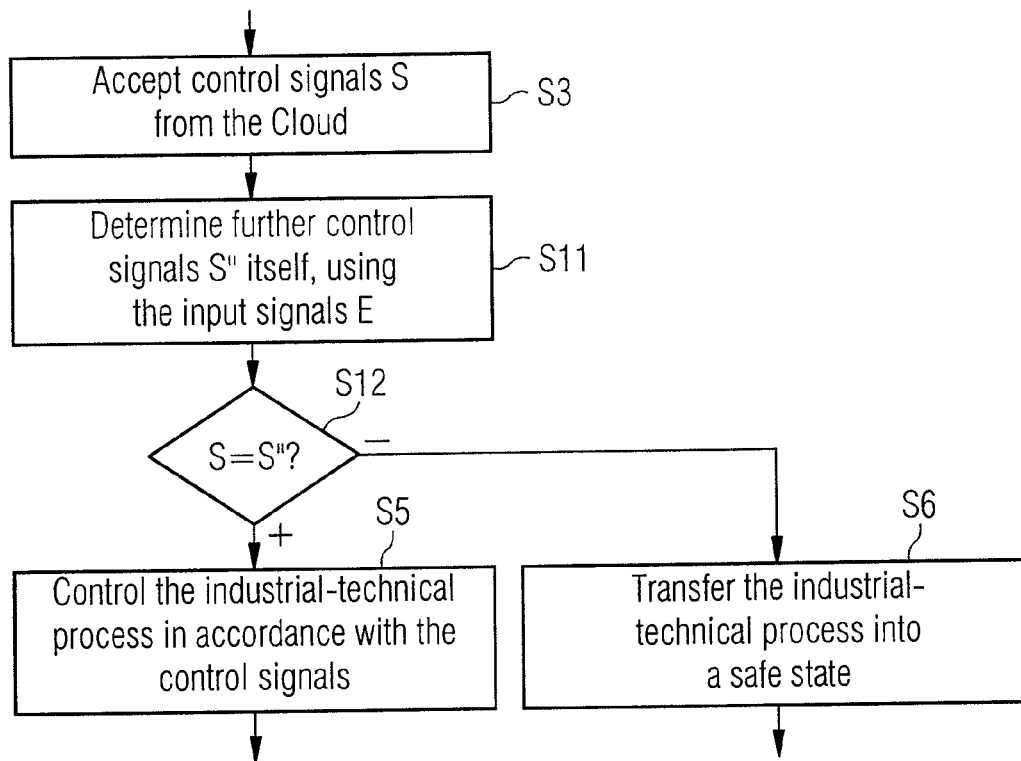 Accept control signals S
from the Cloud
S3
Determine further control
signals S" itself, using
the input signals E
S11
S12
S=S"?
−
+
S5
Control the industrial-technical
process in accordance with the
control signals
S6
Transfer the industrial-
technical process into
a safe state